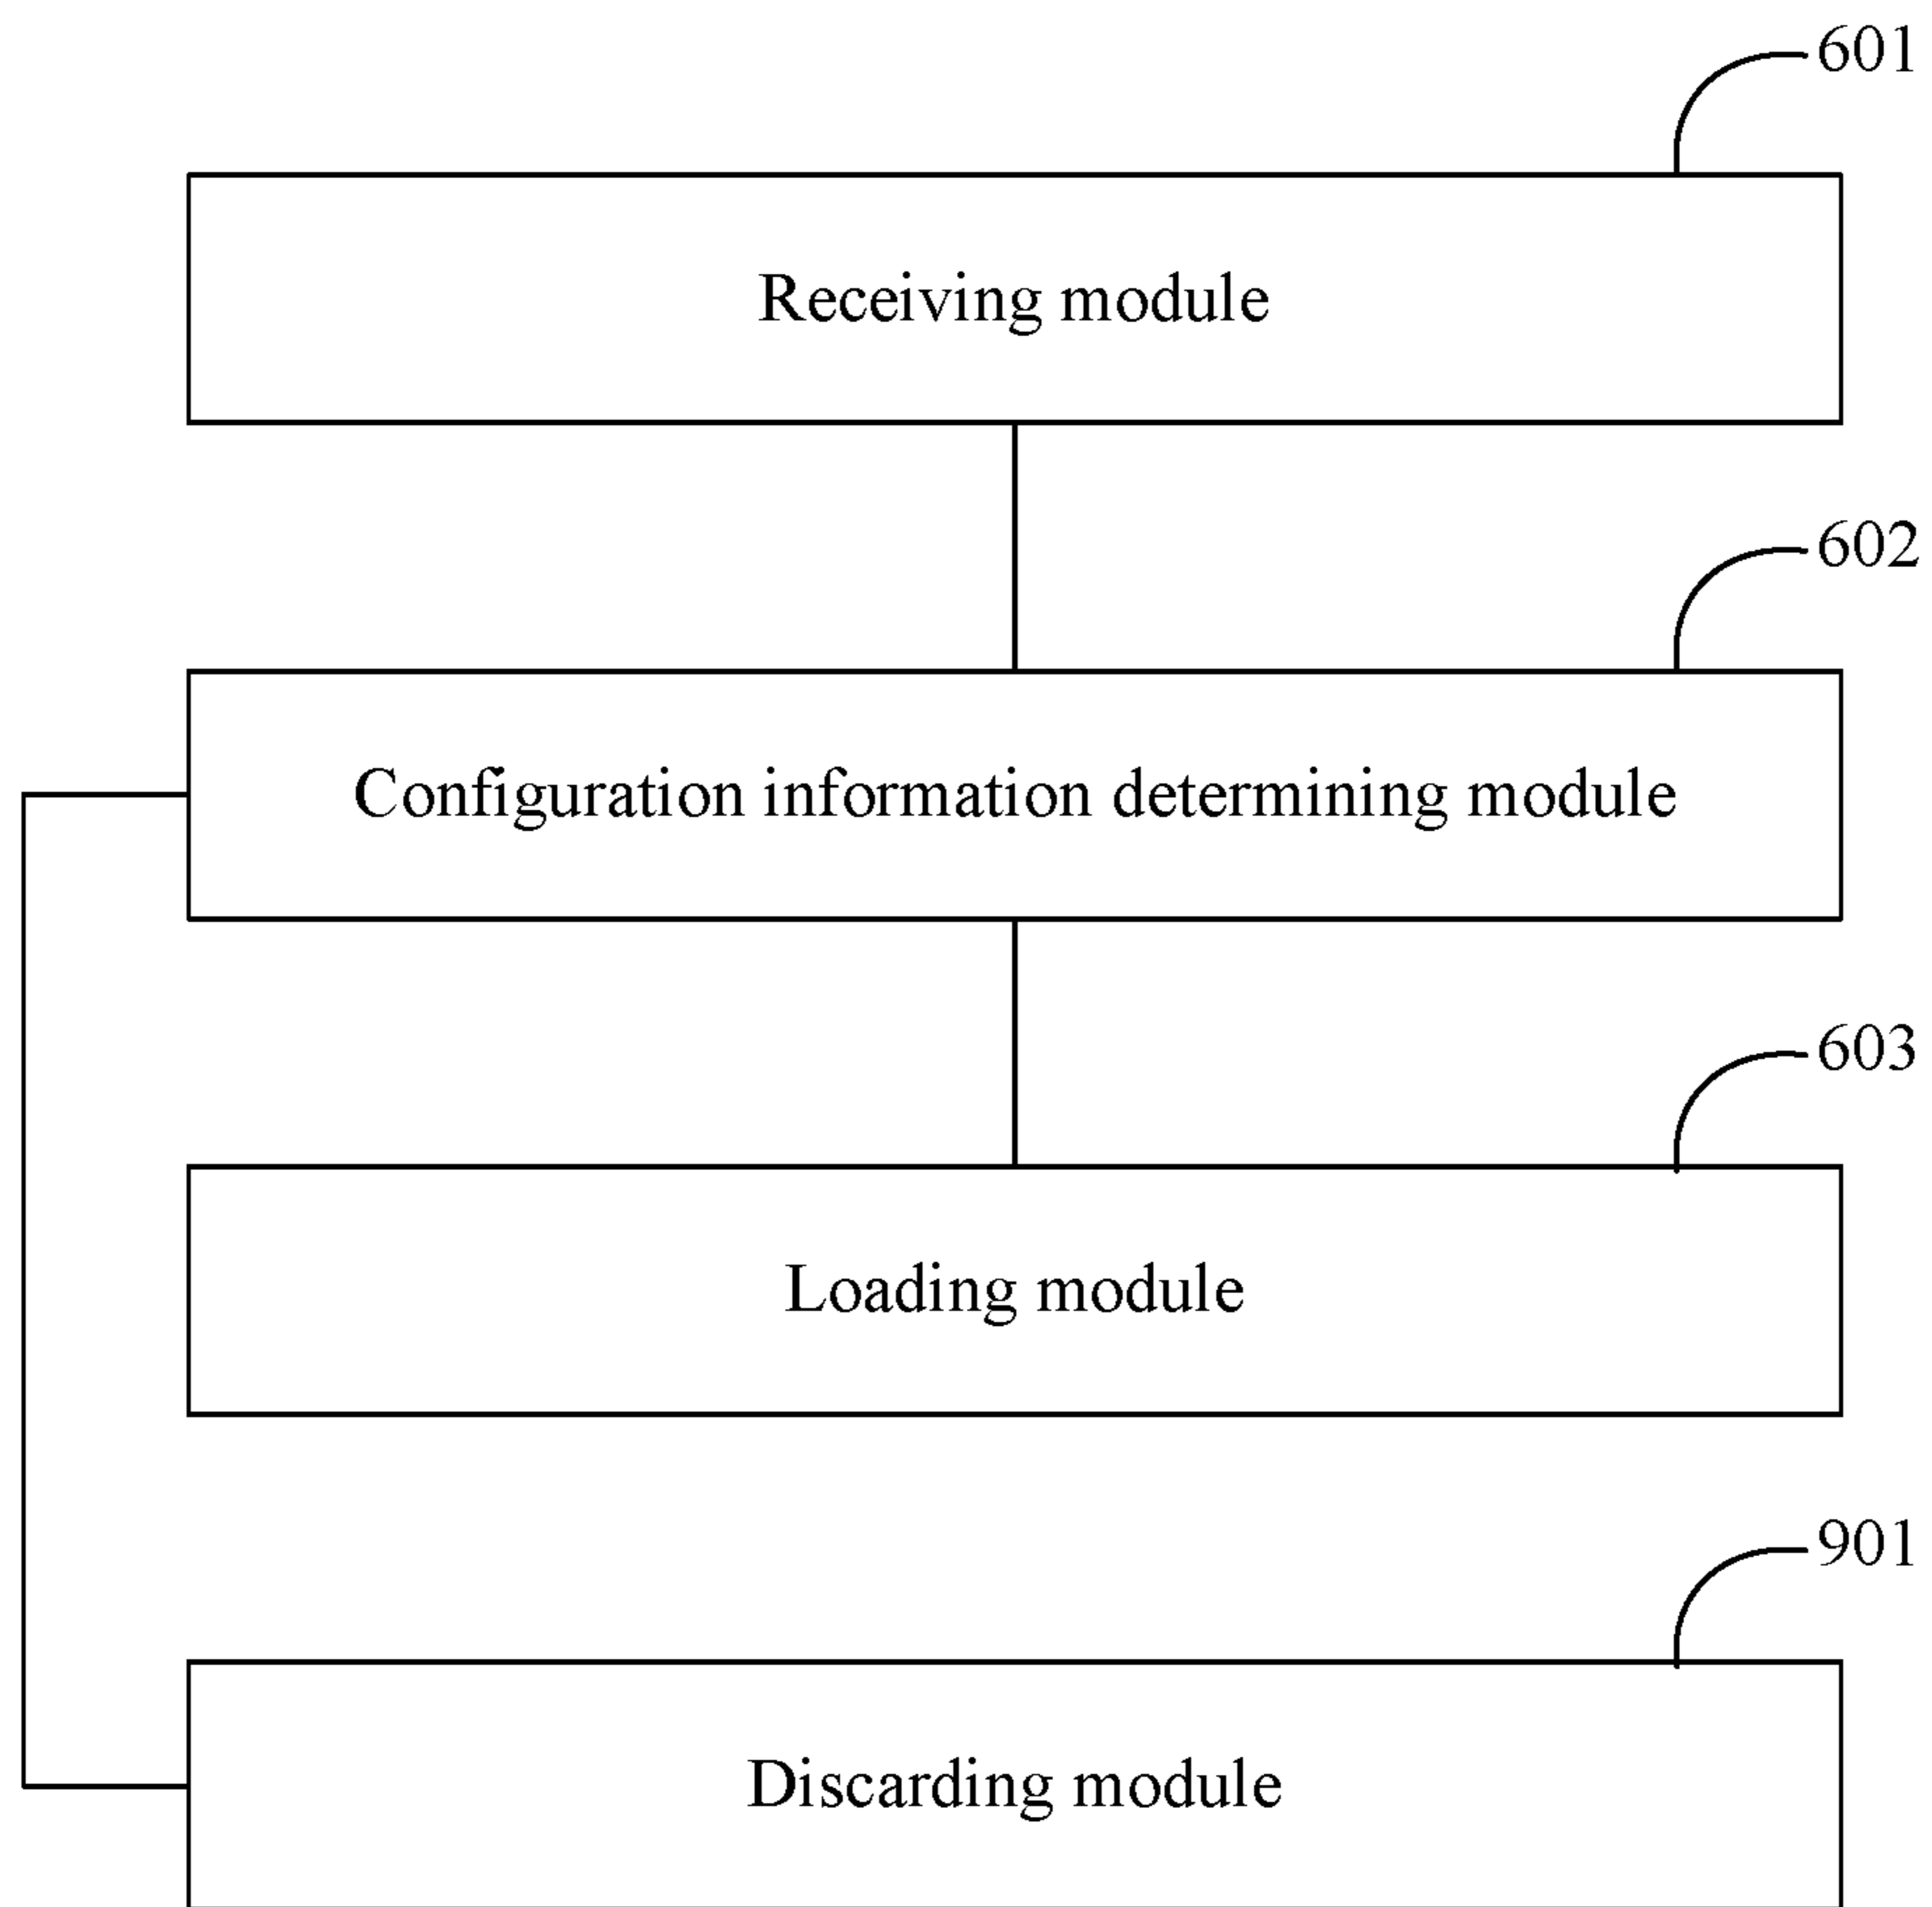 601
Receiving module
602
Configuration information determining module
603
Loading module
901
Discarding module